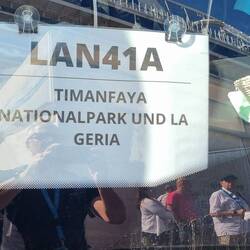 LAN41A
TIMANFAYA
NATIONALPARK UND LA
GERIA